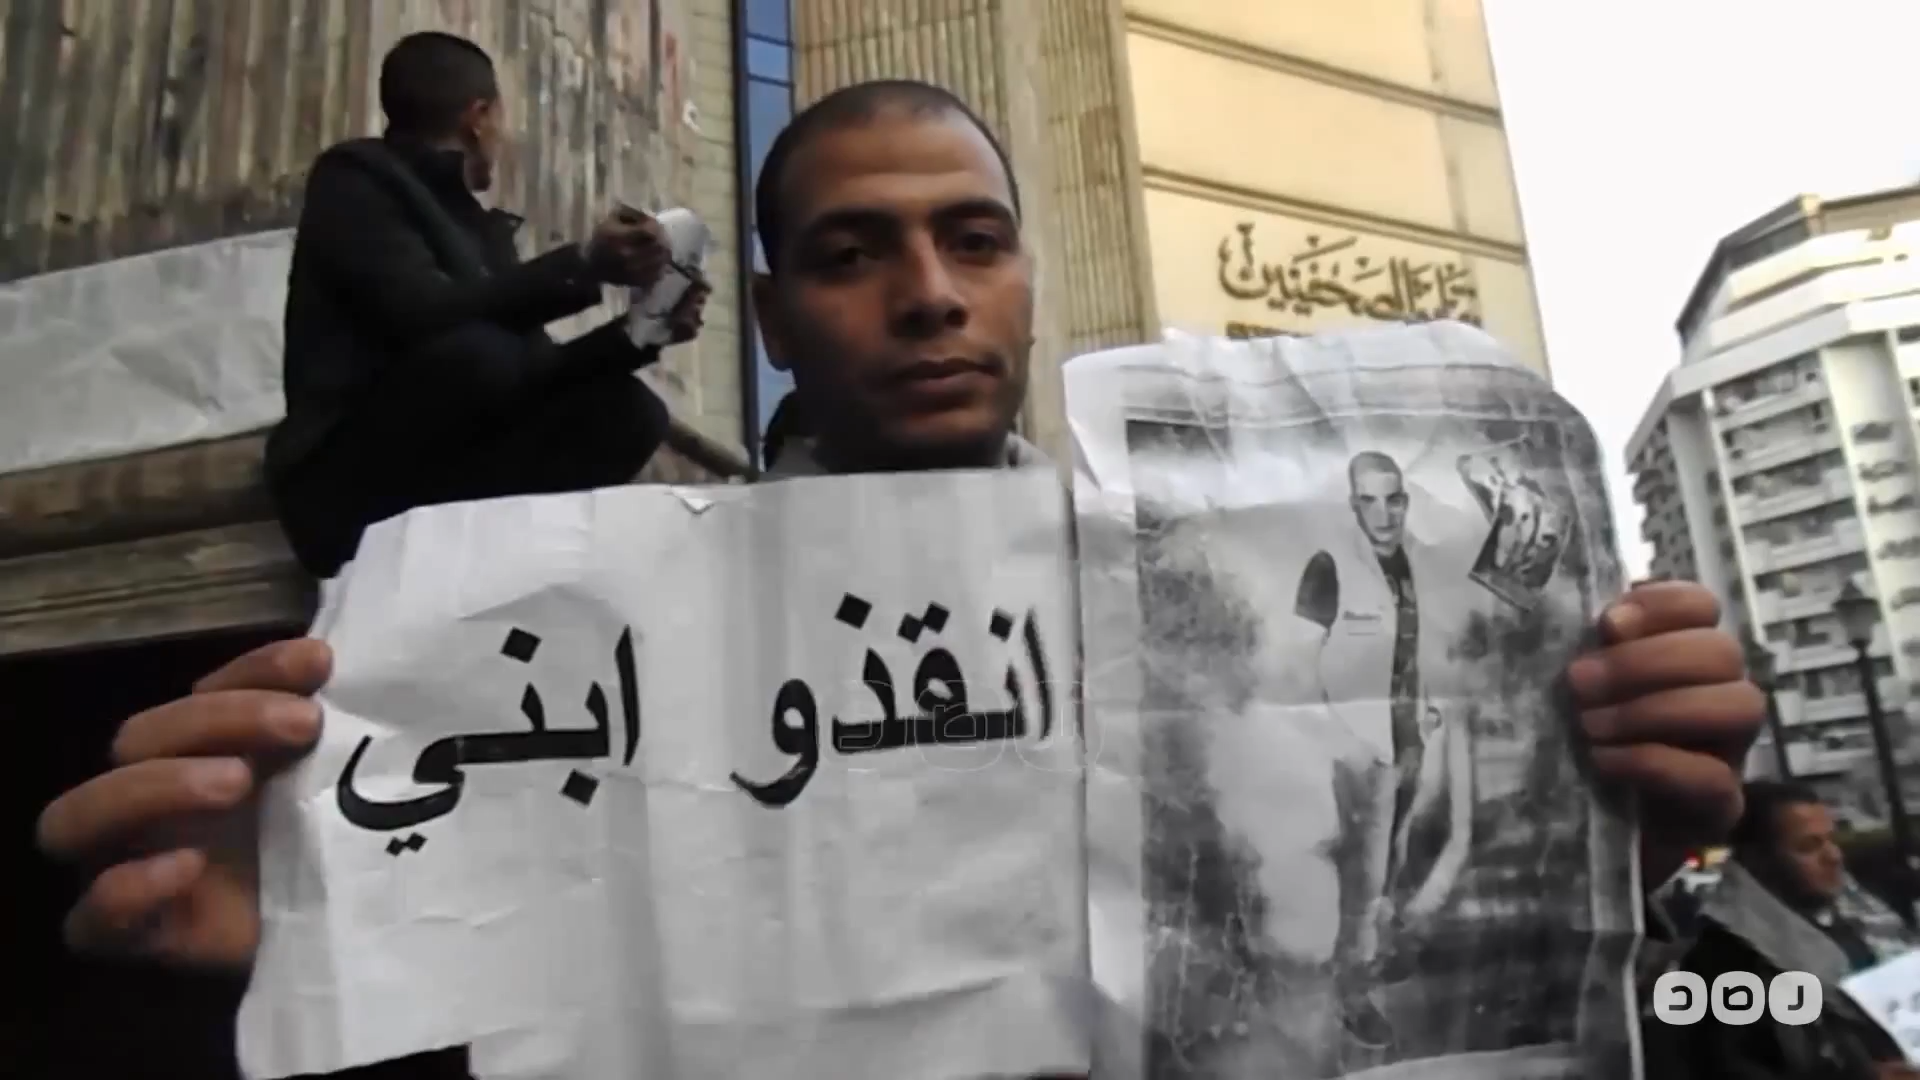 نقابة الصحفيين
انقذو ابني
رصد